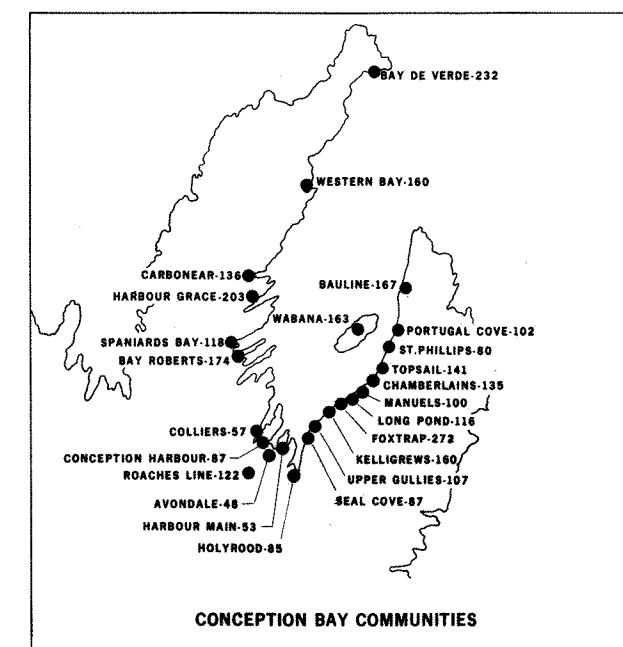 BAY DE VERDE-232
WESTERN BAY-160
CARBONEAR-136
BAULINE-167
HARBOUR GRACE-203
WABANA-163
PORTUGAL COVE-102
SPANIARDS BAY-118
ST.PHILLIPS-80
BAY ROBERTS-174
TOPSAIL-141
CHAMBERLAINS-135
MANUELS-100
LONG POND-116
COLLIERS-57
FOXTRAP-272
CONCEPTION HARBOUR-87
KELLIGREWS-160
ROACHES LINE-122
UPPER GULLIES-107
AVONDALE-48
SEAL COVE-87
HARBOUR MAIN-53
HOLYROOD-85
CONCEPTION BAY COMMUNITIES